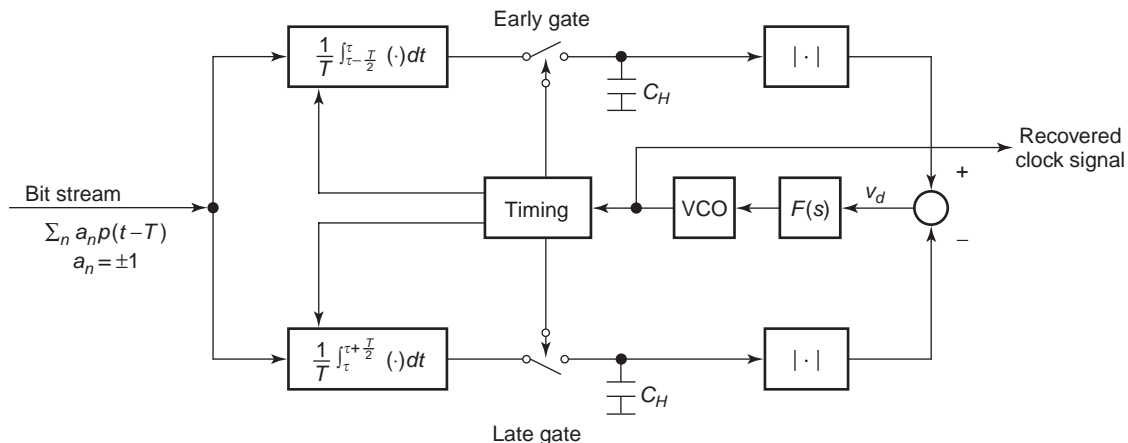 Early gate
1/T ∫_{τ−T/2}^{τ} (·)dt
C_H
|·|
Recovered
clock signal
+
Bit stream
Timing
VCO
F(s)
v_d
∑_n a_n p(t−T)
a_n = ±1
−
1/T ∫_{τ}^{τ+T/2} (·)dt
C_H
|·|
Late gate